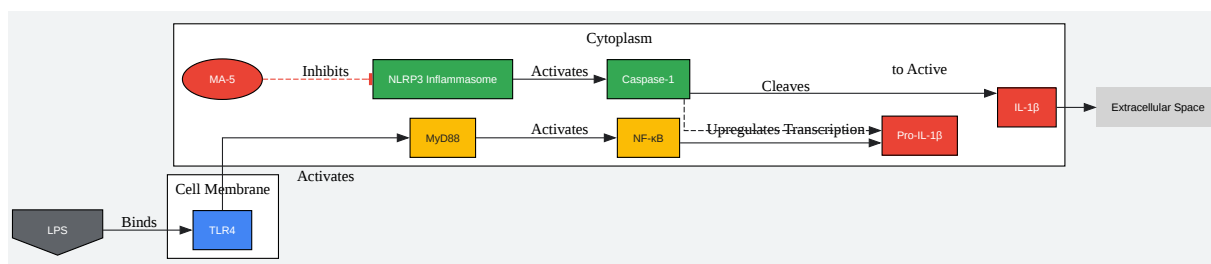 Cytoplasm
MA-5
Inhibits
NLRP3 Inflammasome
Activates
Caspase-1
Cleaves
to Active
IL-1β
Extracellular Space
MyD88
Activates
NF-κB
Upregulates Transcription
Pro-IL-1β
Activates
Cell Membrane
LPS
Binds
TLR4